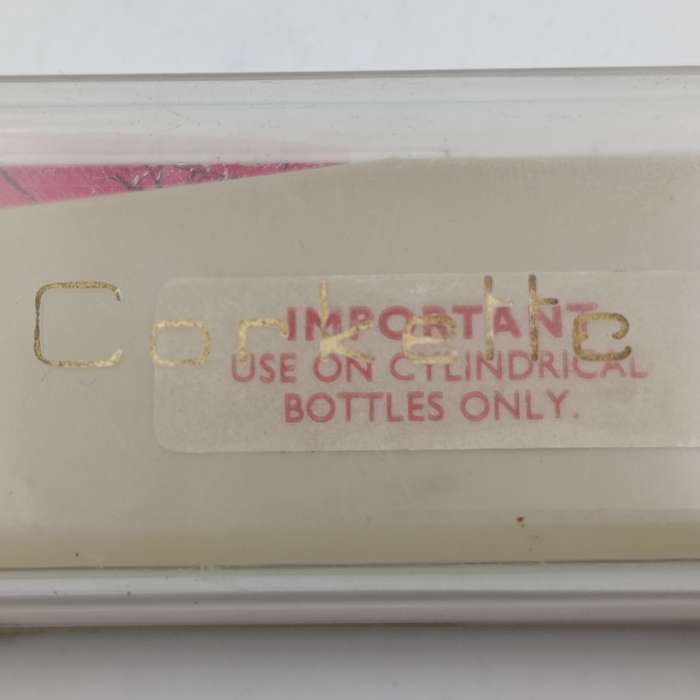 Corkette
IMPORTANT
USE ON CYLINDRICAL
BOTTLES ONLY.